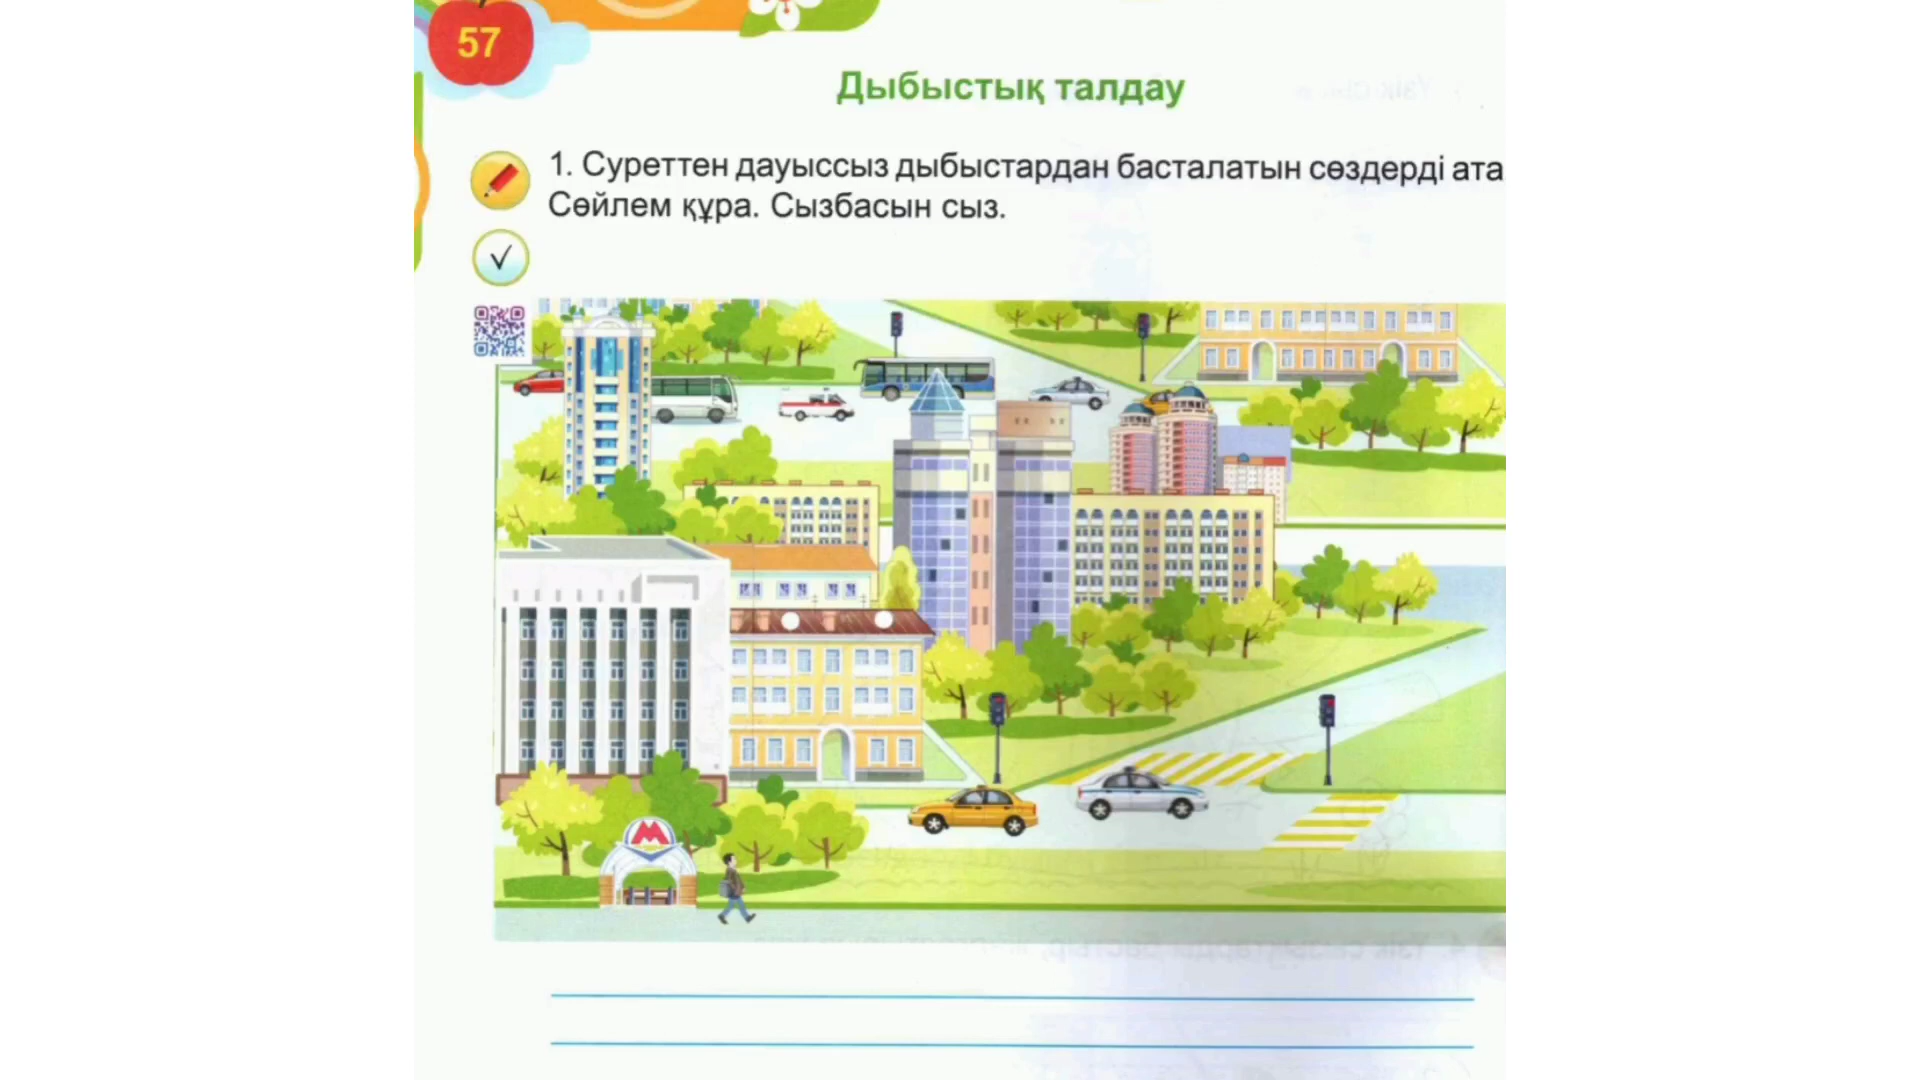 57
Дыбыстық талдау
1. Суреттен дауыссыз дыбыстардан басталатын сөздерді ата
Сөйлем құра. Сызбасын сыз.
М